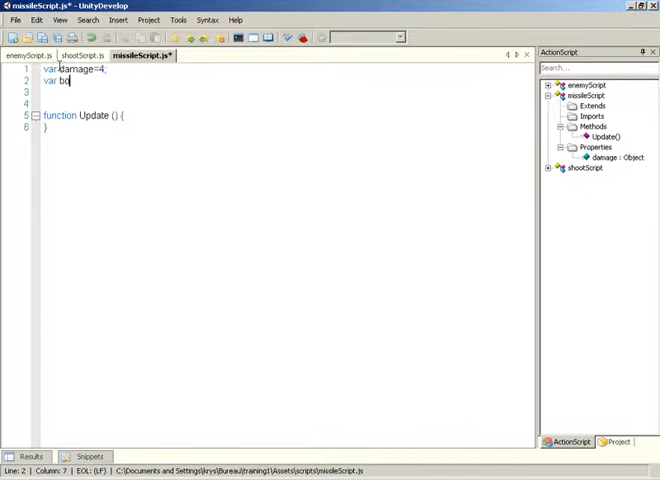 missileScript.js* - UnityDevelop
File Edit View Search Insert Project Tools Syntax Help
enemyScript.js shootScript.js missileScript.js*
1 var damage=4;
2 var bo
3
4
5 function Update () {
6 }
ActionScript
Search...
enemyScript
missileScript
Extends
Imports
Methods
Update()
Properties
damage : Object
shootScript
ActionScript Project
Results Snippets
Line: 2 | Column: 7 | EOL: (LF) | C:\Documents and Settings\krys\Bureau\training1\Assets\scripts\missileScript.js